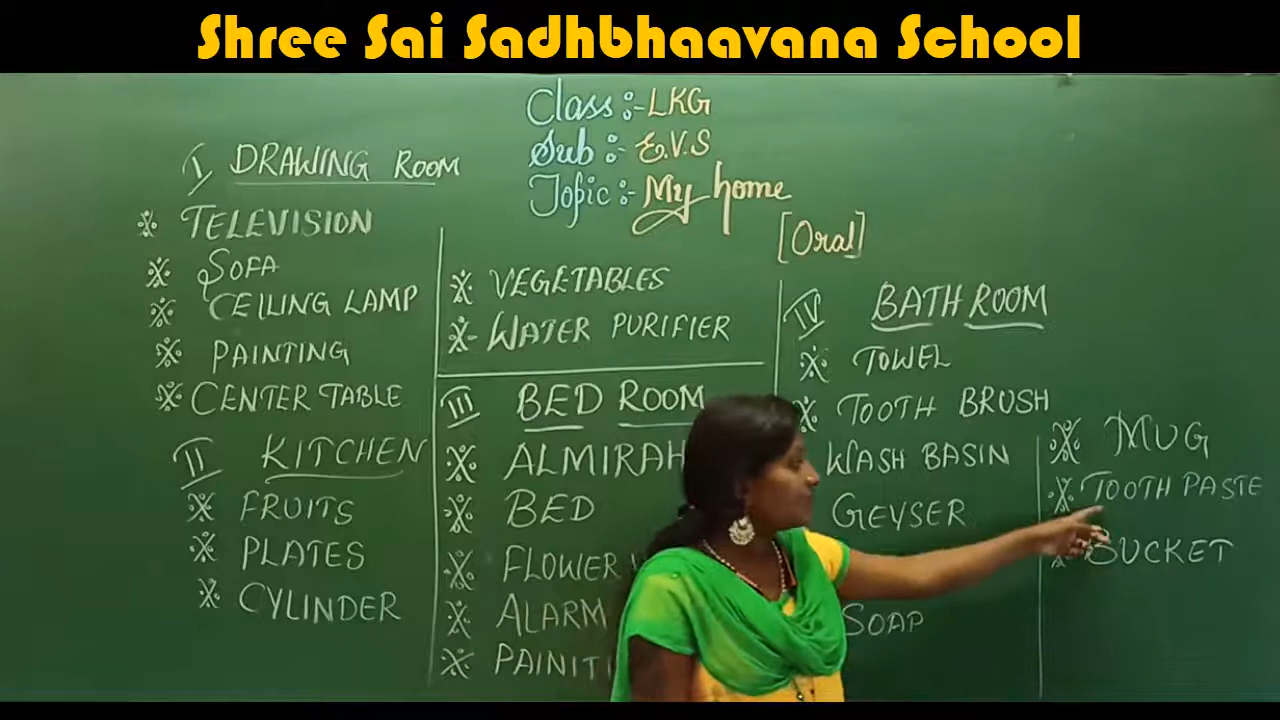 Shree Sai Sadhbhaavana School
Class :- LKG
Sub :- E.V.S
Topic :- My home
[Oral]
I DRAWING ROOM
TELEVISION
SOFA
CEILING LAMP
PAINTING
CENTER TABLE
II KITCHEN
FRUITS
PLATES
CYLINDER
VEGETABLES
WATER PURIFIER
III BED ROOM
ALMIRAH
BED
FLOWER
ALARM
PAINITI
IV BATH ROOM
TOWEL
TOOTH BRUSH
WASH BASIN
GEYSER
SOAP
MUG
TOOTH PASTE
BUCKET